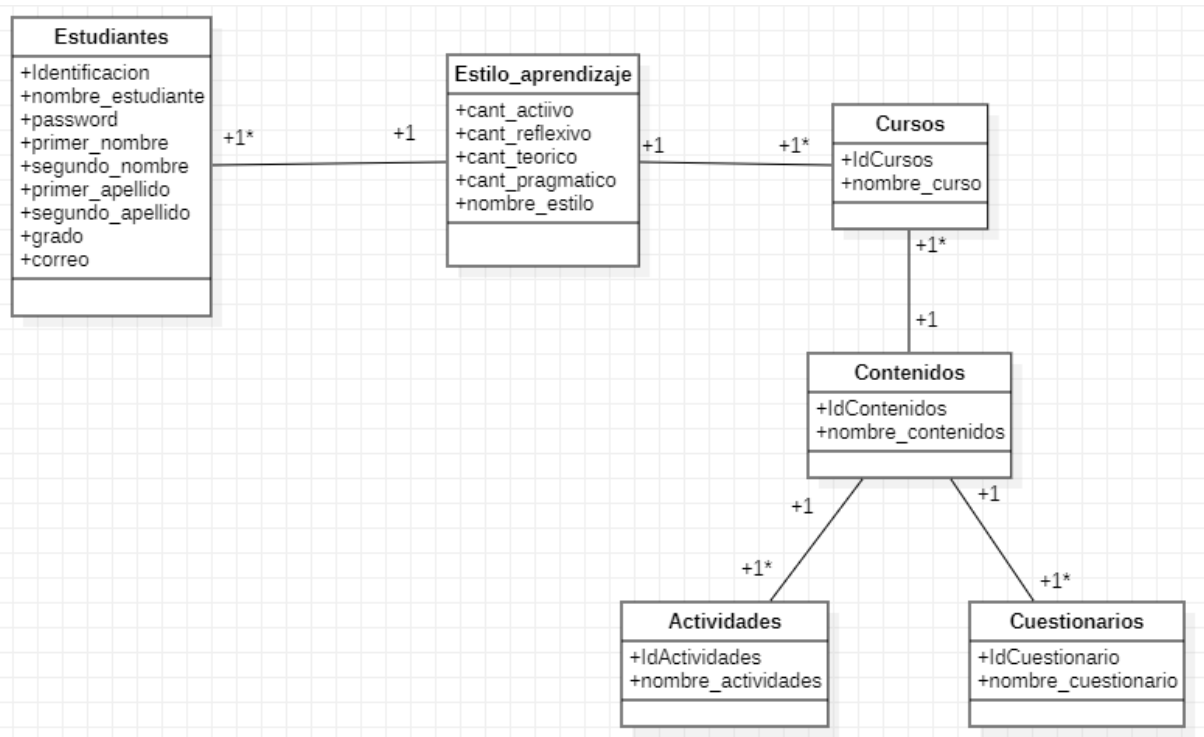 Estudiantes
+Identificacion
+nombre_estudiante
+password
+primer_nombre
+segundo_nombre
+primer_apellido
+segundo_apellido
+grado
+correo
+1*
+1
Estilo_aprendizaje
+cant_actiivo
+cant_reflexivo
+cant_teorico
+cant_pragmatico
+nombre_estilo
+1
+1*
Cursos
+IdCursos
+nombre_curso
+1*
+1
Contenidos
+IdContenidos
+nombre_contenidos
+1
+1*
+1
+1*
Actividades
+IdActividades
+nombre_actividades
Cuestionarios
+IdCuestionario
+nombre_cuestionario